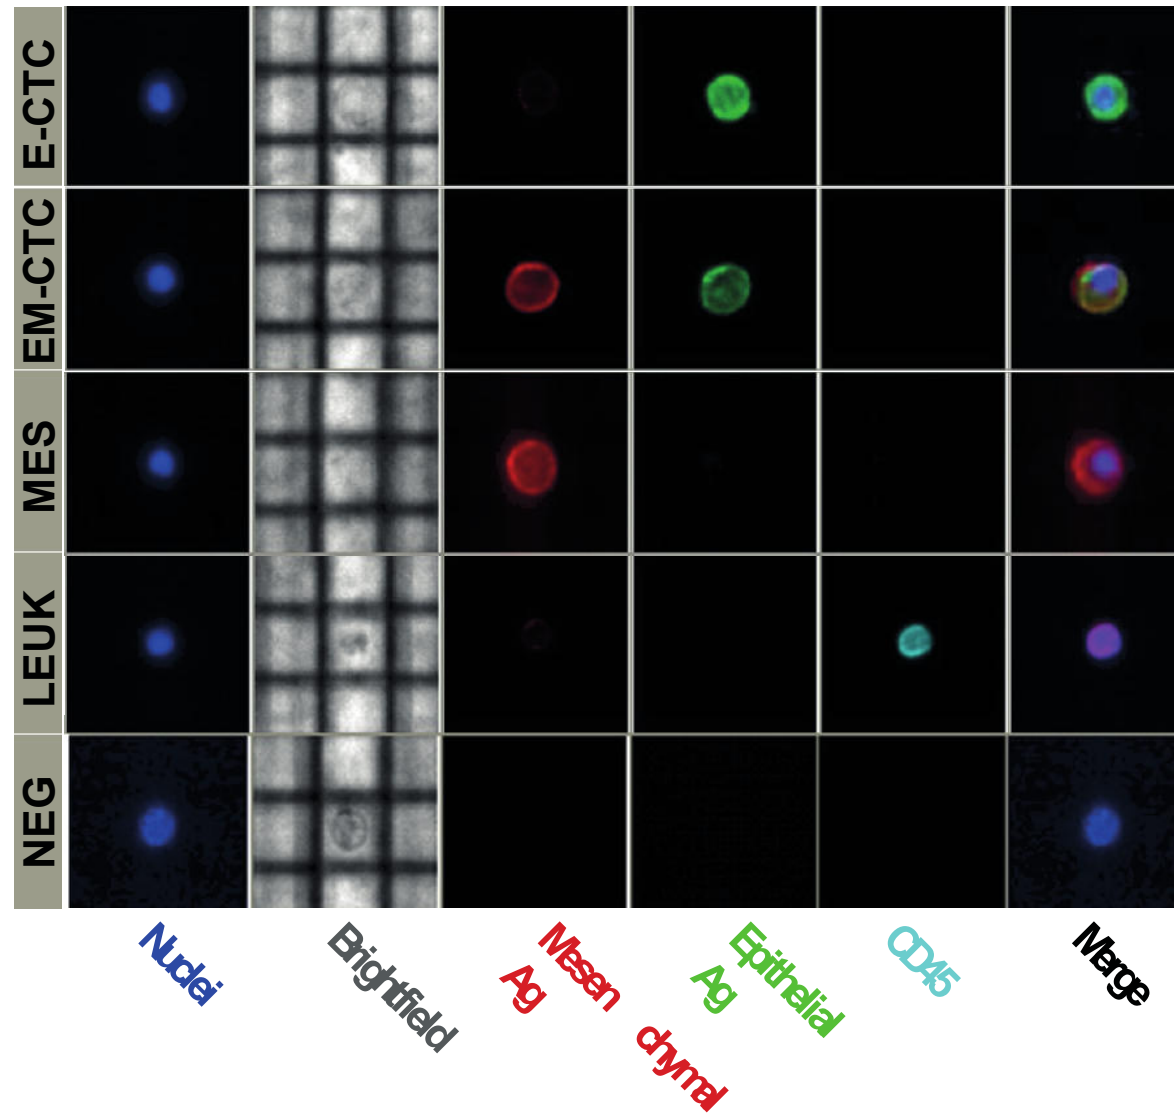 E-CTC
EM-CTC
MES
LEUK
NEG
Nuclei
Brightfield
Mesen
chymal
Ag
Epithelial
Ag
CD45
Merge